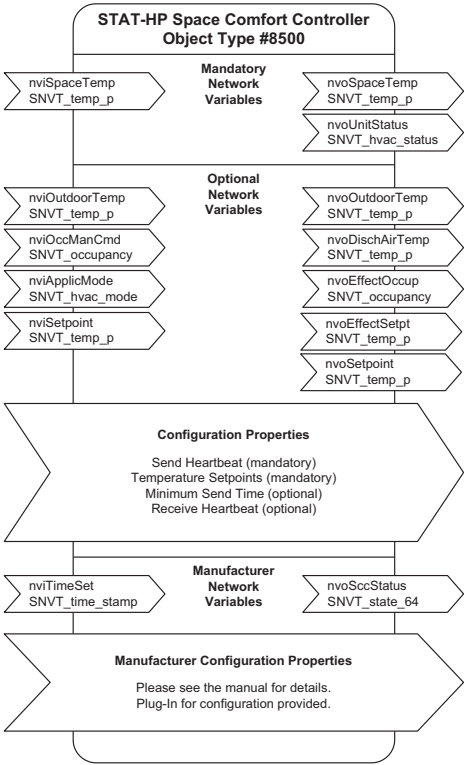 STAT-HP Space Comfort Controller
Object Type #8500
Mandatory
Network
Variables
nviSpaceTemp
SNVT_temp_p
nvoSpaceTemp
SNVT_temp_p
nvoUnitStatus
SNVT_hvac_status
Optional
Network
Variables
nviOutdoorTemp
SNVT_temp_p
nviOccManCmd
SNVT_occupancy
nviApplicMode
SNVT_hvac_mode
nviSetpoint
SNVT_temp_p
nvoOutdoorTemp
SNVT_temp_p
nvoDischAirTemp
SNVT_temp_p
nvoEffectOccup
SNVT_occupancy
nvoEffectSetpt
SNVT_temp_p
nvoSetpoint
SNVT_temp_p
Configuration Properties
Send Heartbeat (mandatory)
Temperature Setpoints (mandatory)
Minimum Send Time (optional)
Receive Heartbeat (optional)
Manufacturer
Network
Variables
nviTimeSet
SNVT_time_stamp
nvoSccStatus
SNVT_state_64
Manufacturer Configuration Properties
Please see the manual for details.
Plug-In for configuration provided.